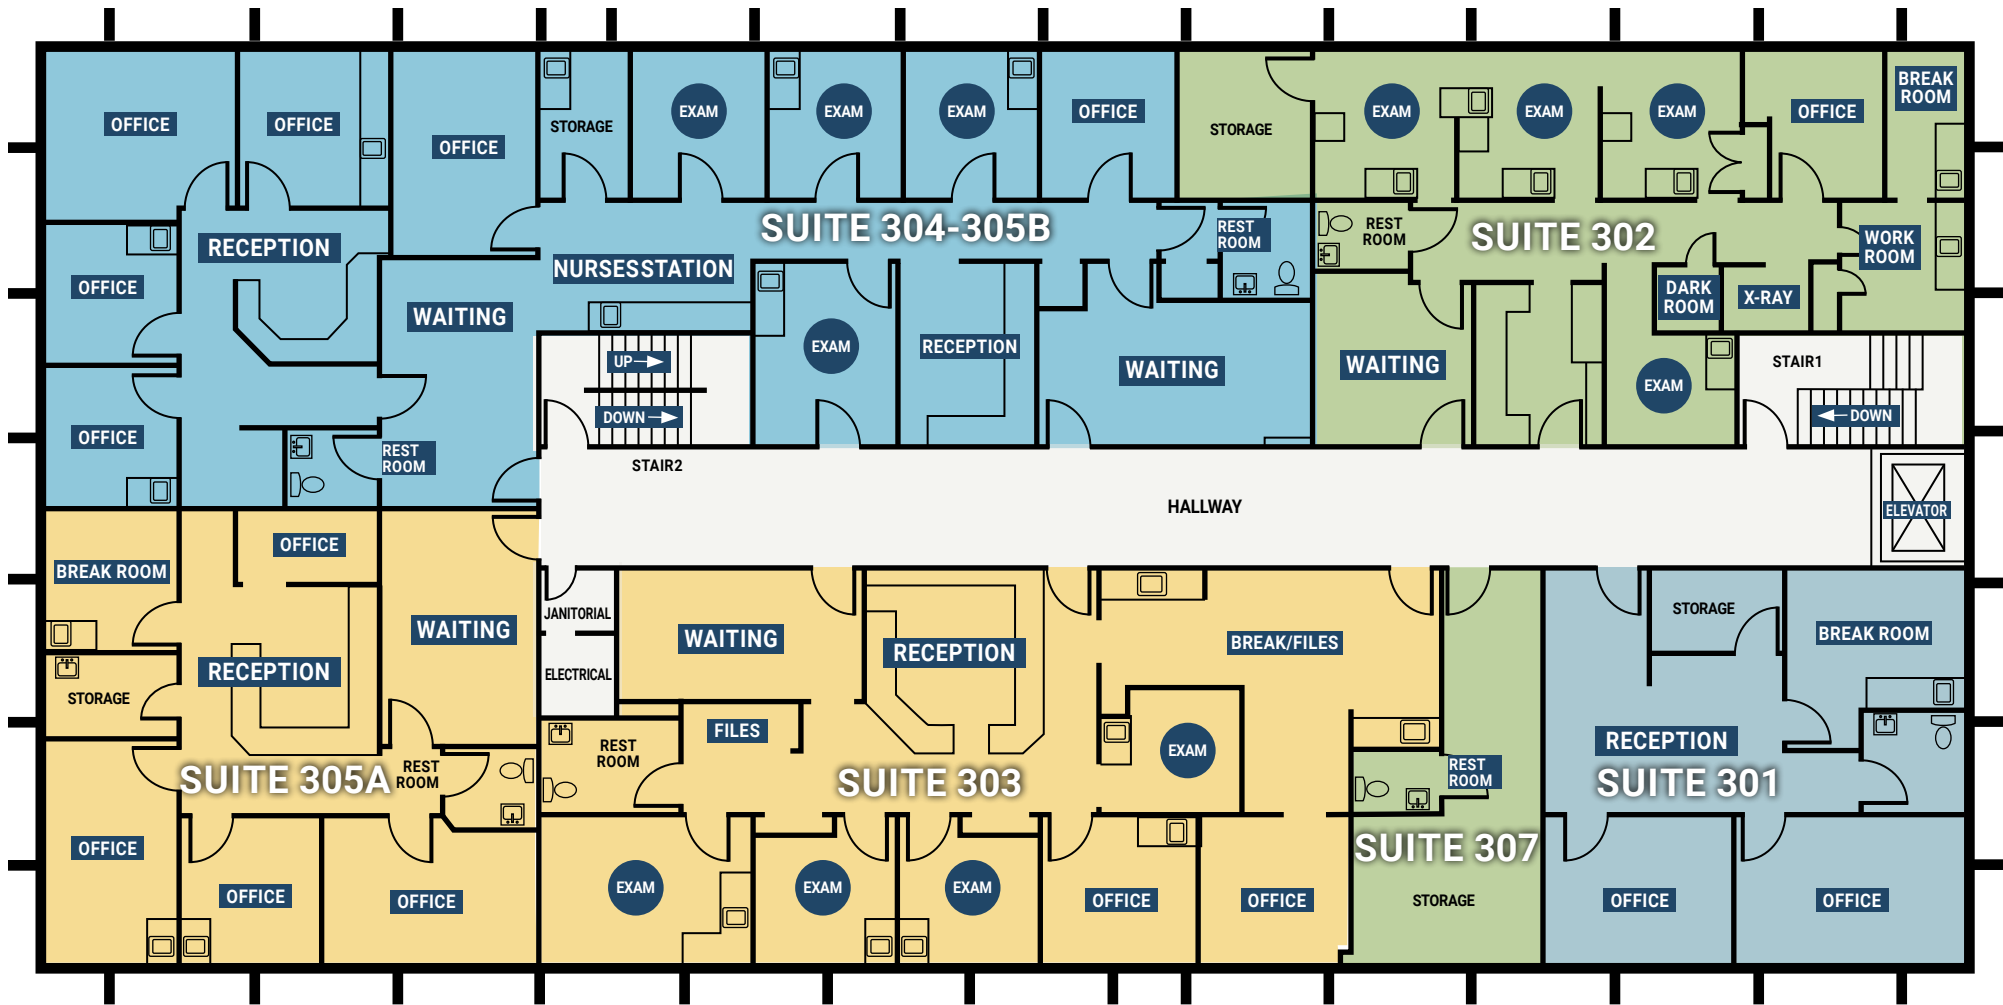 OFFICE
OFFICE
OFFICE
STORAGE
EXAM
EXAM
EXAM
OFFICE
STORAGE
EXAM
EXAM
EXAM
OFFICE
BREAK
ROOM
RECEPTION
SUITE 304-305B
REST
ROOM
REST
ROOM
SUITE 302
WORK
ROOM
OFFICE
WAITING
NURSESSTATION
DARK
ROOM
X-RAY
UP
DOWN
EXAM
RECEPTION
WAITING
WAITING
EXAM
STAIR1
DOWN
OFFICE
REST
ROOM
STAIR2
HALLWAY
ELEVATOR
BREAK ROOM
OFFICE
WAITING
JANITORIAL
ELECTRICAL
WAITING
RECEPTION
BREAK/FILES
STORAGE
BREAK ROOM
STORAGE
RECEPTION
REST
ROOM
FILES
EXAM
REST
ROOM
RECEPTION
SUITE 305A
REST
ROOM
SUITE 303
SUITE 301
OFFICE
OFFICE
OFFICE
EXAM
EXAM
EXAM
OFFICE
OFFICE
SUITE 307
STORAGE
OFFICE
OFFICE